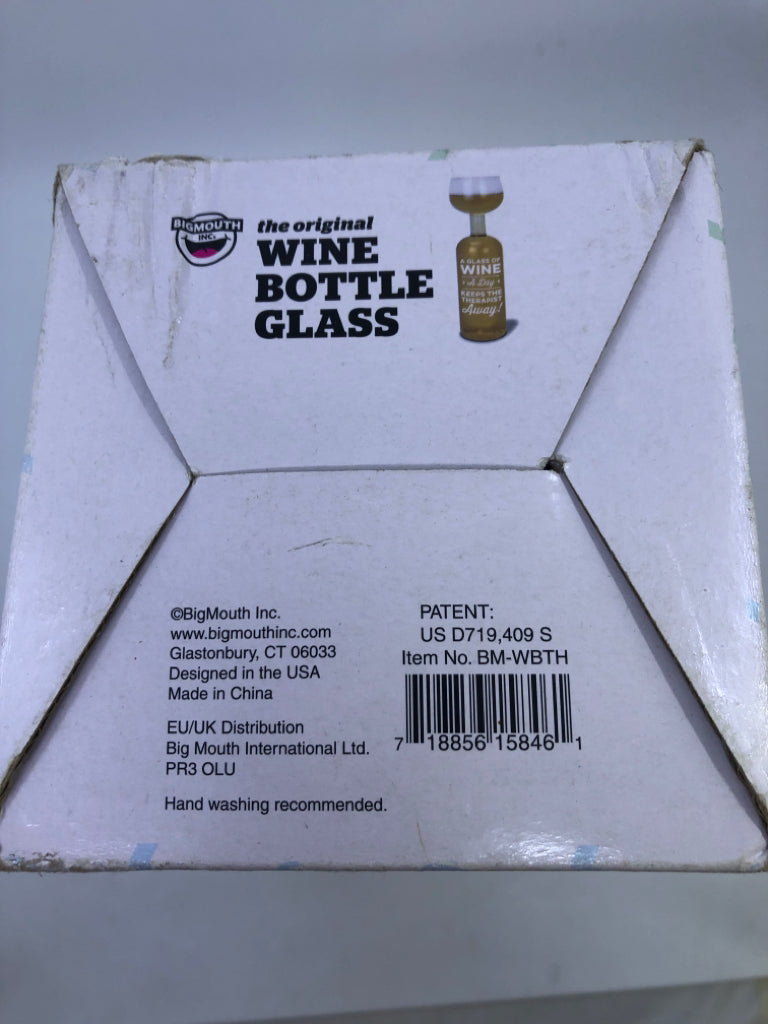 BIGMOUTH
INC.
the original
WINE
BOTTLE
GLASS
A GLASS OF
WINE
A Day
KEEPS THE
THERAPIST
Away!
©BigMouth Inc.
www.bigmouthinc.com
Glastonbury, CT 06033
Designed in the USA
Made in China
EU/UK Distribution
Big Mouth International Ltd.
PR3 OLU
Hand washing recommended.
PATENT:
US D719,409 S
Item No. BM-WBTH
7 18856 15846 1